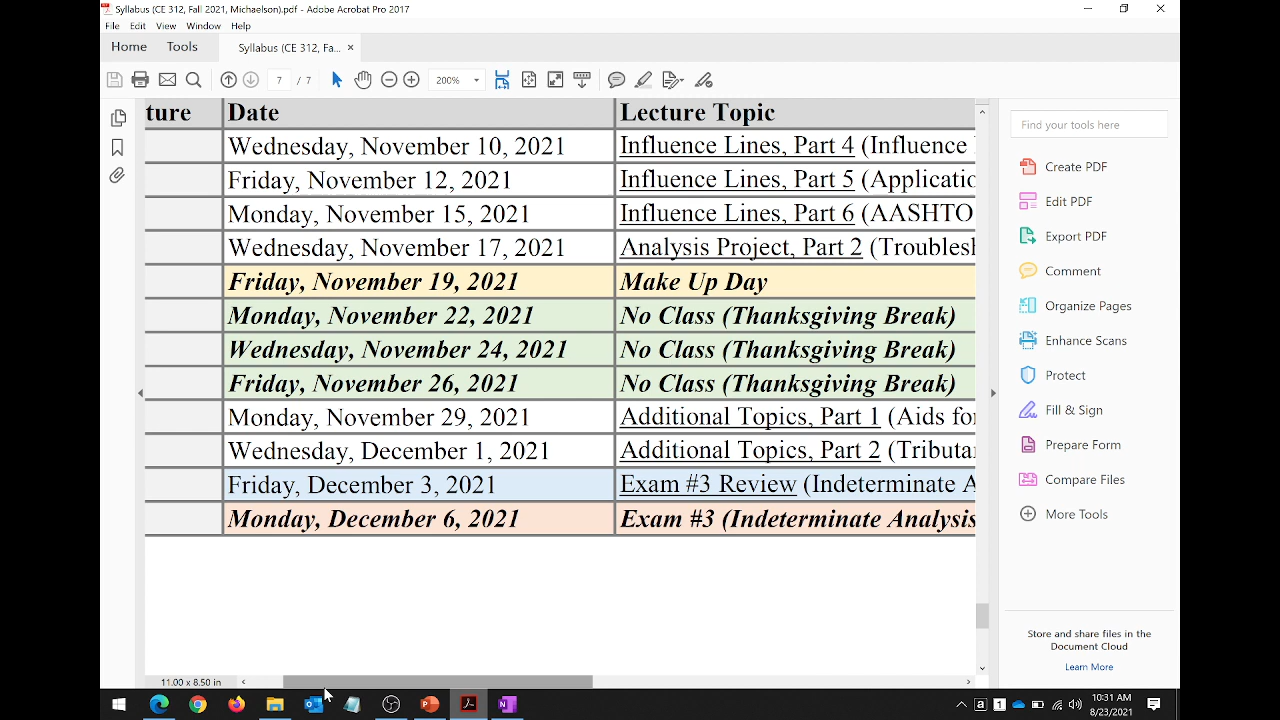 Syllabus (CE 312, Fall 2021, Michaelson).pdf - Adobe Acrobat Pro 2017
File Edit View Window Help
Home Tools Syllabus (CE 312, Fa... ×
7 / 7 200%
ture Date Lecture Topic
Wednesday, November 10, 2021 Influence Lines, Part 4 (Influence
Friday, November 12, 2021 Influence Lines, Part 5 (Applicatio
Monday, November 15, 2021 Influence Lines, Part 6 (AASHTO
Wednesday, November 17, 2021 Analysis Project, Part 2 (Troublesh
Friday, November 19, 2021 Make Up Day
Monday, November 22, 2021 No Class (Thanksgiving Break)
Wednesday, November 24, 2021 No Class (Thanksgiving Break)
Friday, November 26, 2021 No Class (Thanksgiving Break)
Monday, November 29, 2021 Additional Topics, Part 1 (Aids for
Wednesday, December 1, 2021 Additional Topics, Part 2 (Tributar
Friday, December 3, 2021 Exam #3 Review (Indeterminate A
Monday, December 6, 2021 Exam #3 (Indeterminate Analysis
11.00 x 8.50 in
Find your tools here
Create PDF
Edit PDF
Export PDF
Comment
Organize Pages
Enhance Scans
Protect
Fill & Sign
Prepare Form
Compare Files
More Tools
Store and share files in the
Document Cloud
Learn More
10:31 AM
8/23/2021